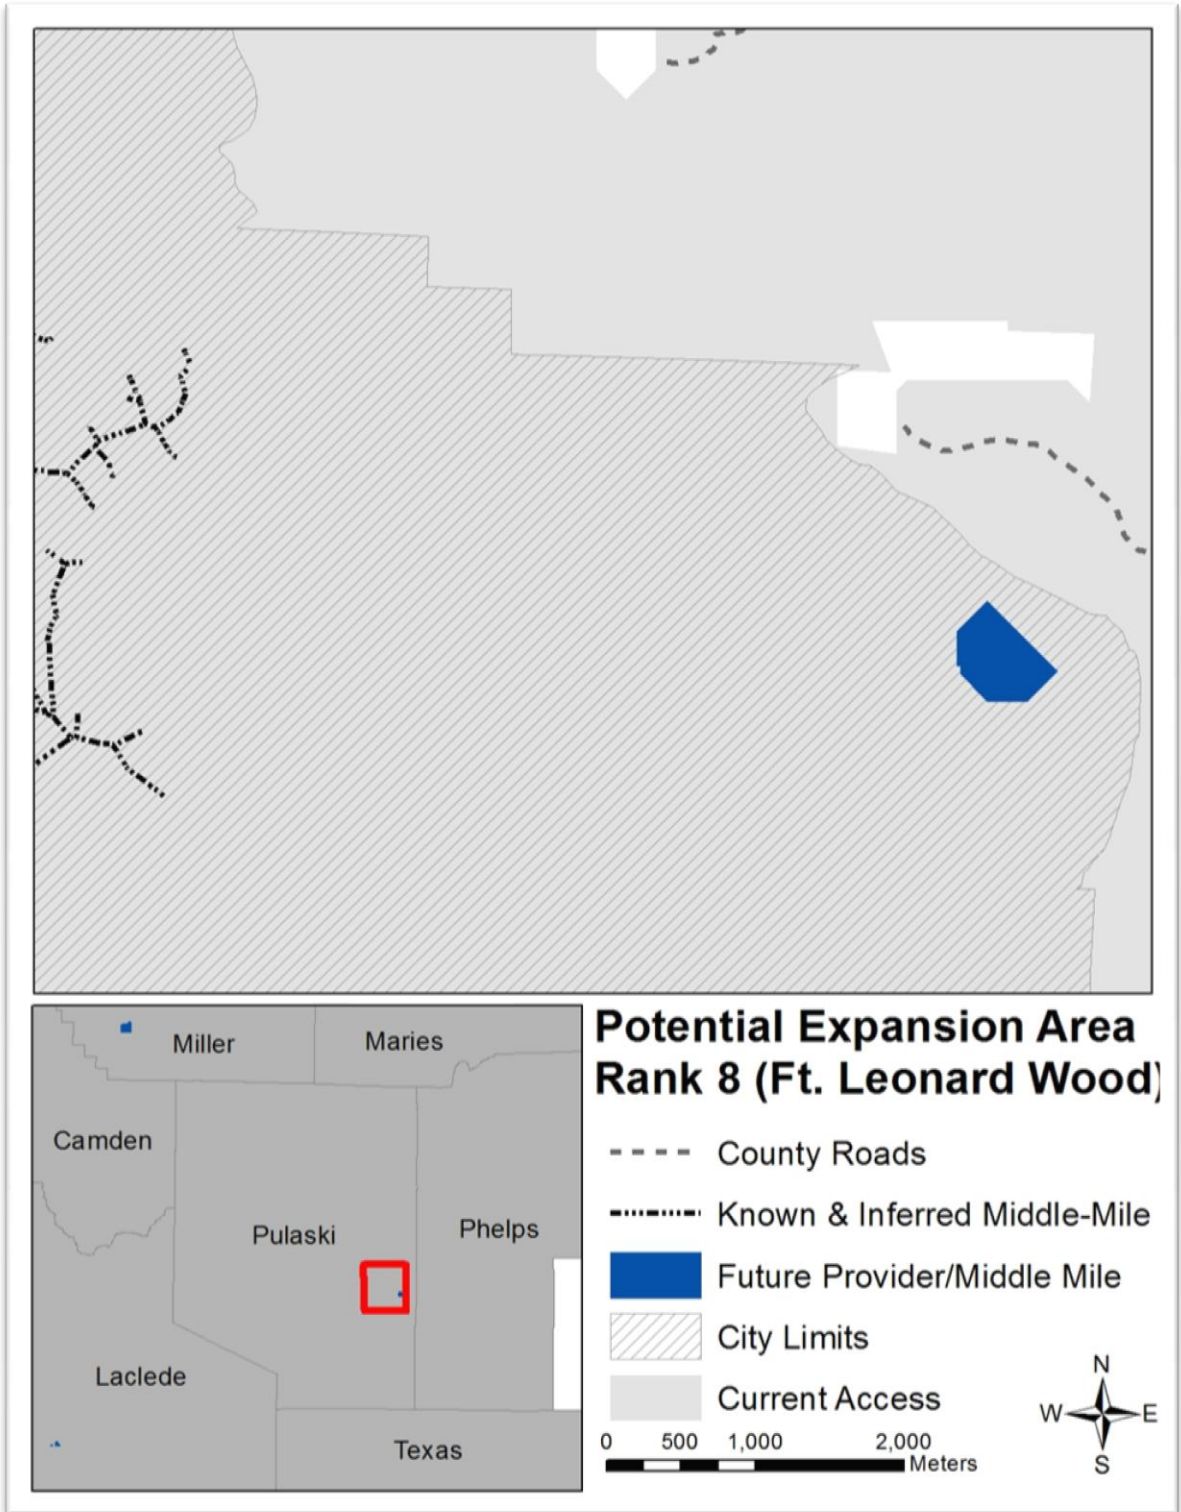 Miller
Maries
Camden
Pulaski
Phelps
Laclede
Texas
Potential Expansion Area
Rank 8 (Ft. Leonard Wood)
County Roads
Known & Inferred Middle-Mile
Future Provider/Middle Mile
City Limits
Current Access
N
W E
S
0 500 1,000 2,000
Meters